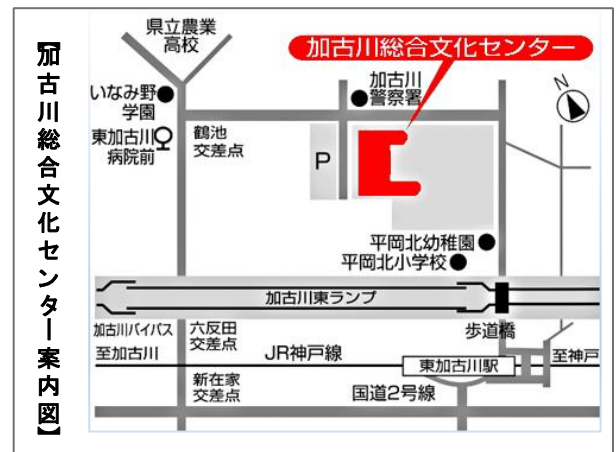 【加古川総合文化センター案内図】
県立農業
高校
加古川総合文化センター
いなみ野
学園
加古川
警察署
N
東加古川
病院前
鶴池
交差点
P
平岡北幼稚園
平岡北小学校
加古川東ランプ
加古川バイパス
六反田
交差点
歩道橋
至加古川
JR神戸線
東加古川駅
至神戸
新在家
交差点
国道2号線